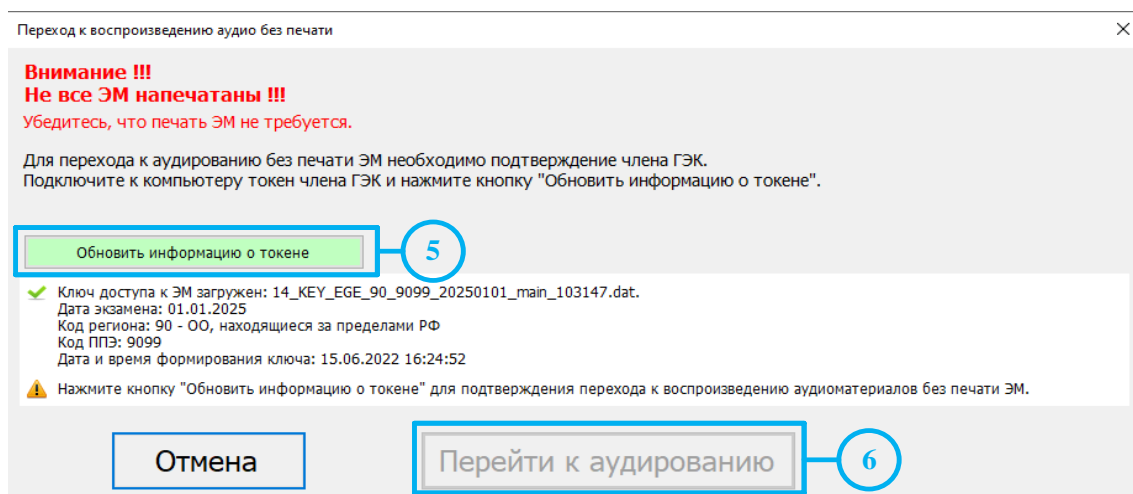 Переход к воспроизведению аудио без печати
Внимание !!!
Не все ЭМ напечатаны !!!
Убедитесь, что печать ЭМ не требуется.
Для перехода к аудированию без печати ЭМ необходимо подтверждение члена ГЭК.
Подключите к компьютеру токен члена ГЭК и нажмите кнопку "Обновить информацию о токене".
Обновить информацию о токене
5
Ключ доступа к ЭМ загружен: 14_KEY_EGE_90_9099_20250101_main_103147.dat.
Дата экзамена: 01.01.2025
Код региона: 90 - ОО, находящиеся за пределами РФ
Код ППЭ: 9099
Дата и время формирования ключа: 15.06.2022 16:24:52
Нажмите кнопку "Обновить информацию о токене" для подтверждения перехода к воспроизведению аудиоматериалов без печати ЭМ.
Отмена
Перейти к аудированию
6